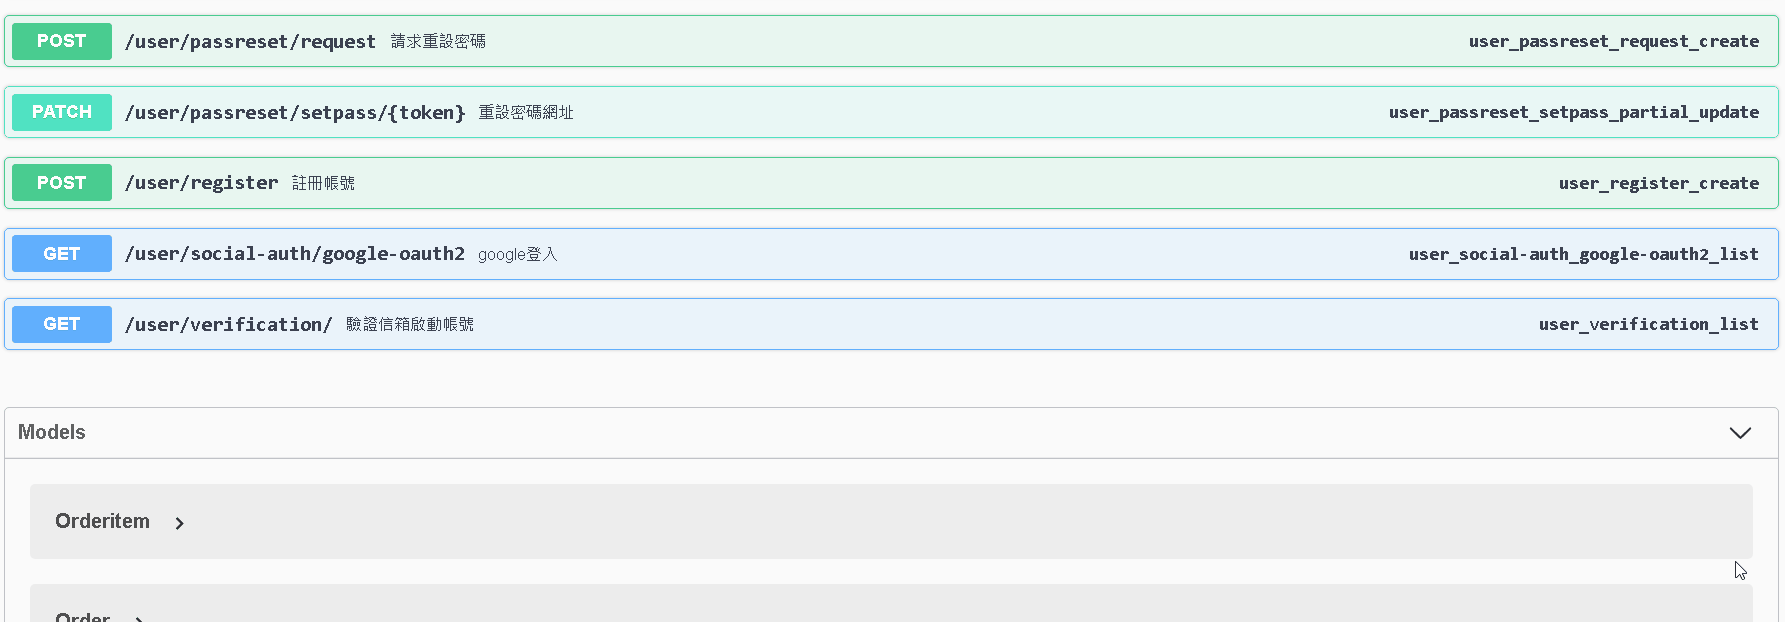 POST /user/passreset/request 請求重設密碼 user_passreset_request_create
PATCH /user/passreset/setpass/{token} 重設密碼網址 user_passreset_setpass_partial_update
POST /user/register 註冊帳號 user_register_create
GET /user/social-auth/google-oauth2 google登入 user_social-auth_google-oauth2_list
GET /user/verification/ 驗證信箱啟動帳號 user_verification_list
Models
Orderitem
Order